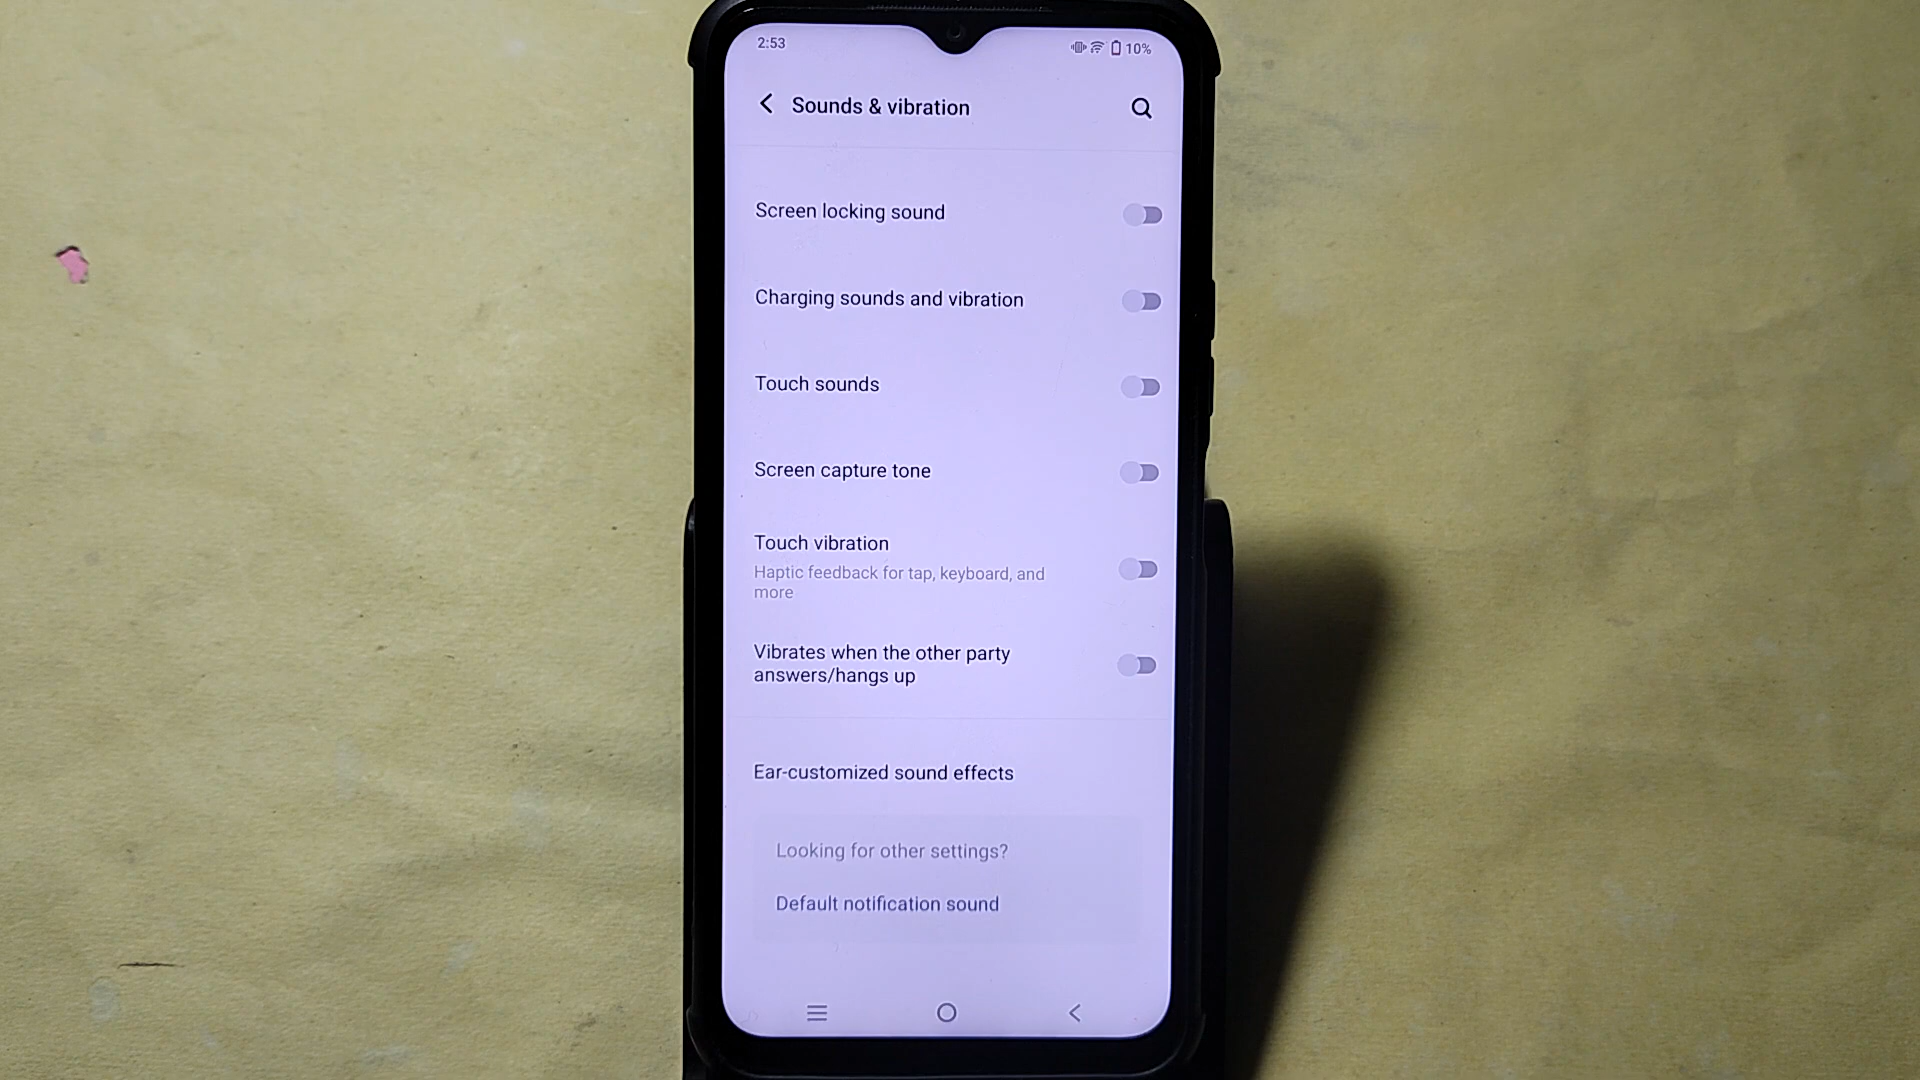 2:53
10%
Sounds & vibration
Screen locking sound
Charging sounds and vibration
Touch sounds
Screen capture tone
Touch vibration
Haptic feedback for tap, keyboard, and
more
Vibrates when the other party
answers/hangs up
Ear-customized sound effects
Looking for other settings?
Default notification sound